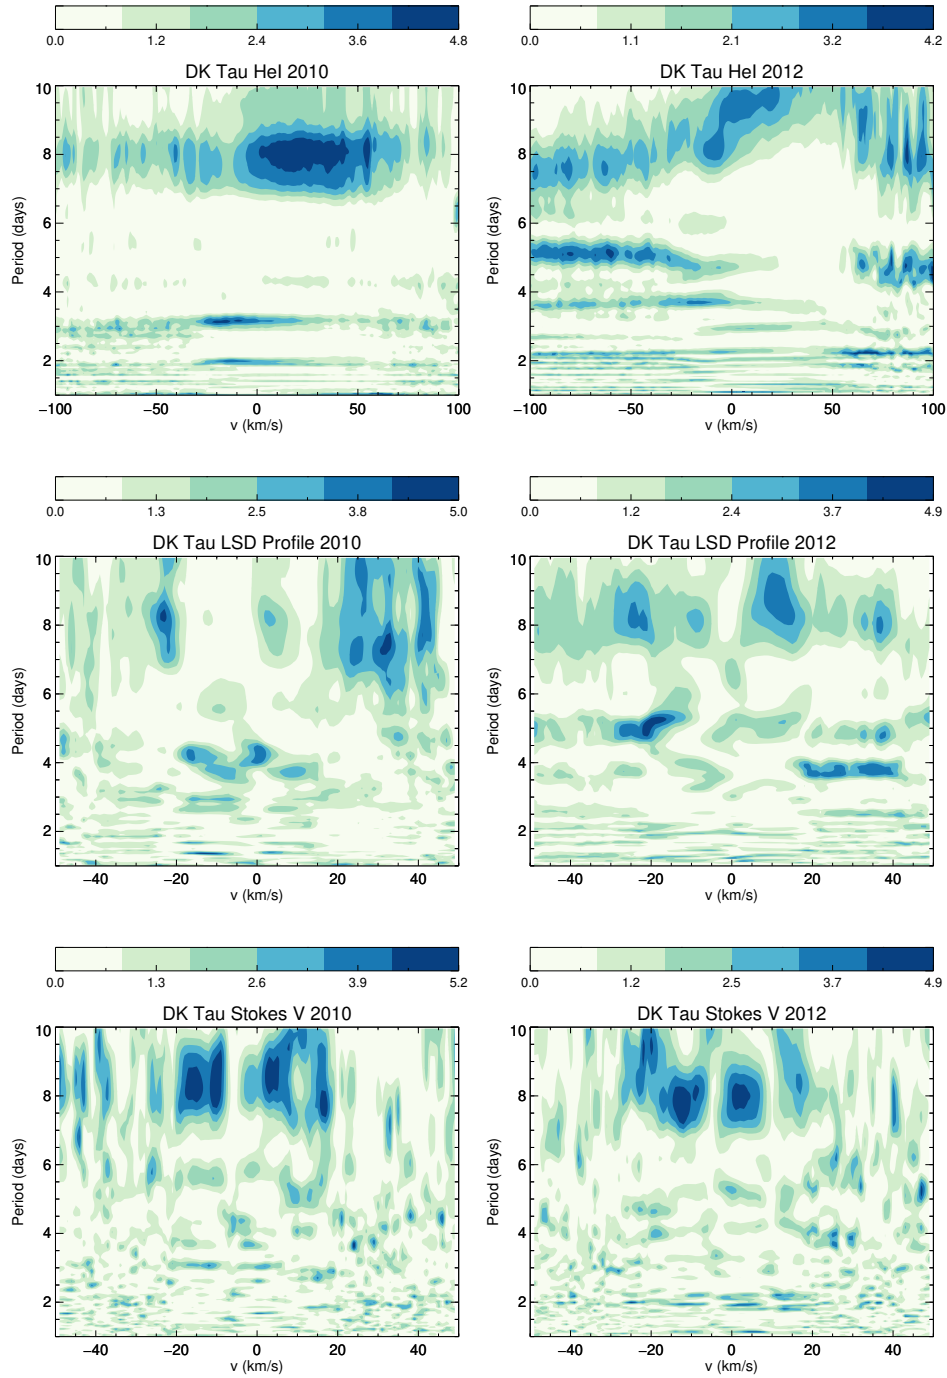 0.0 1.2 2.4 3.6 4.8
DK Tau HeI 2010
10
8
6
4
2
Period (days)
−100 −50 0 50 100
v (km/s)
0.0 1.1 2.1 3.2 4.2
DK Tau HeI 2012
10
8
6
4
2
Period (days)
−100 −50 0 50 100
v (km/s)
0.0 1.3 2.5 3.8 5.0
DK Tau LSD Profile 2010
10
8
6
4
2
Period (days)
−40 −20 0 20 40
v (km/s)
0.0 1.2 2.4 3.7 4.9
DK Tau LSD Profile 2012
10
8
6
4
2
Period (days)
−40 −20 0 20 40
v (km/s)
0.0 1.3 2.6 3.9 5.2
DK Tau Stokes V 2010
10
8
6
4
2
Period (days)
−40 −20 0 20 40
v (km/s)
0.0 1.2 2.5 3.7 4.9
DK Tau Stokes V 2012
10
8
6
4
2
Period (days)
−40 −20 0 20 40
v (km/s)